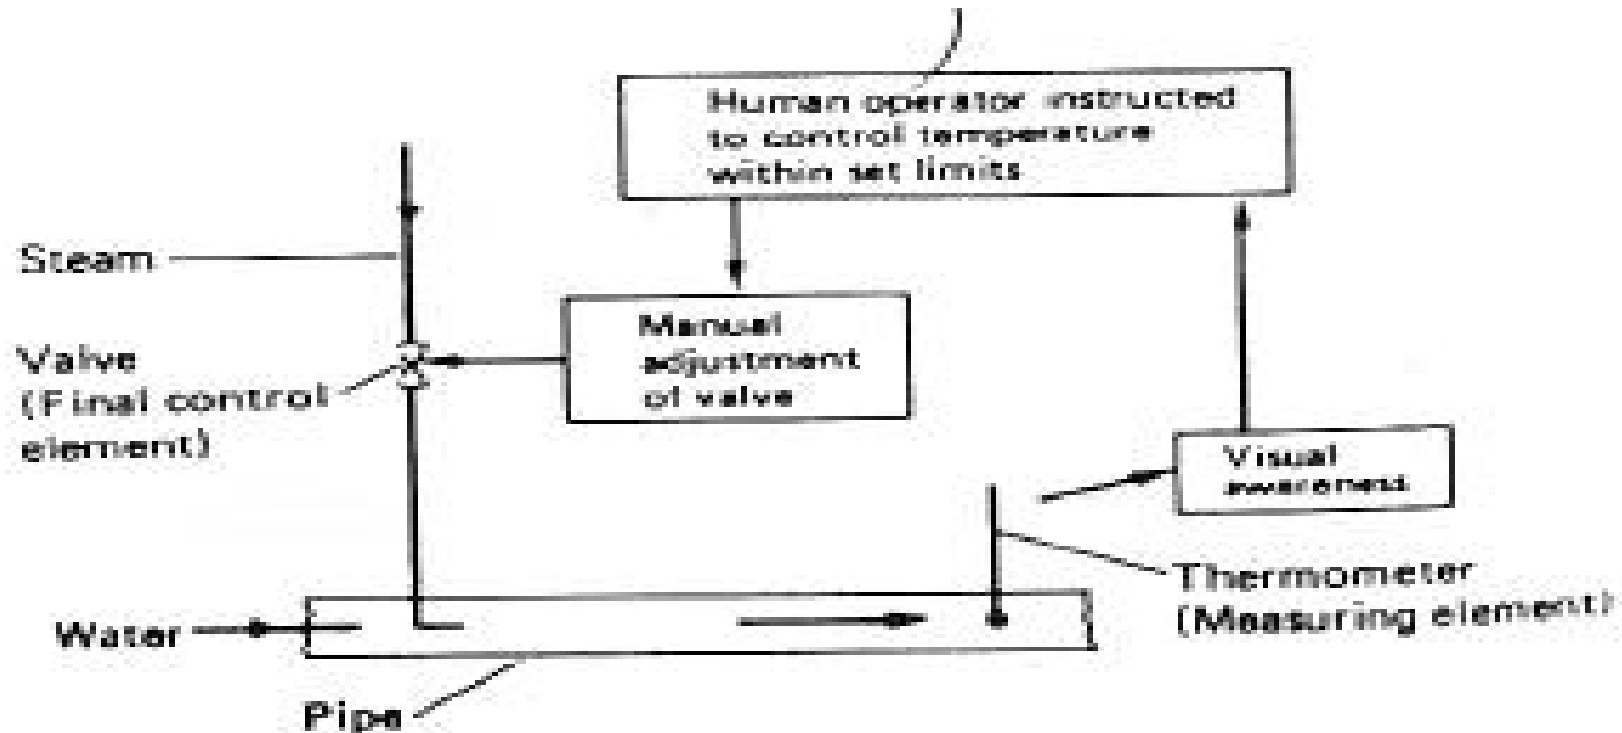 Human operator instructed
to control temperature
within set limits
Steam
Manual
adjustment
of valve
Valve
(Final control
element)
Visual
awareness
Thermometer
(Measuring element)
Water
Pipe